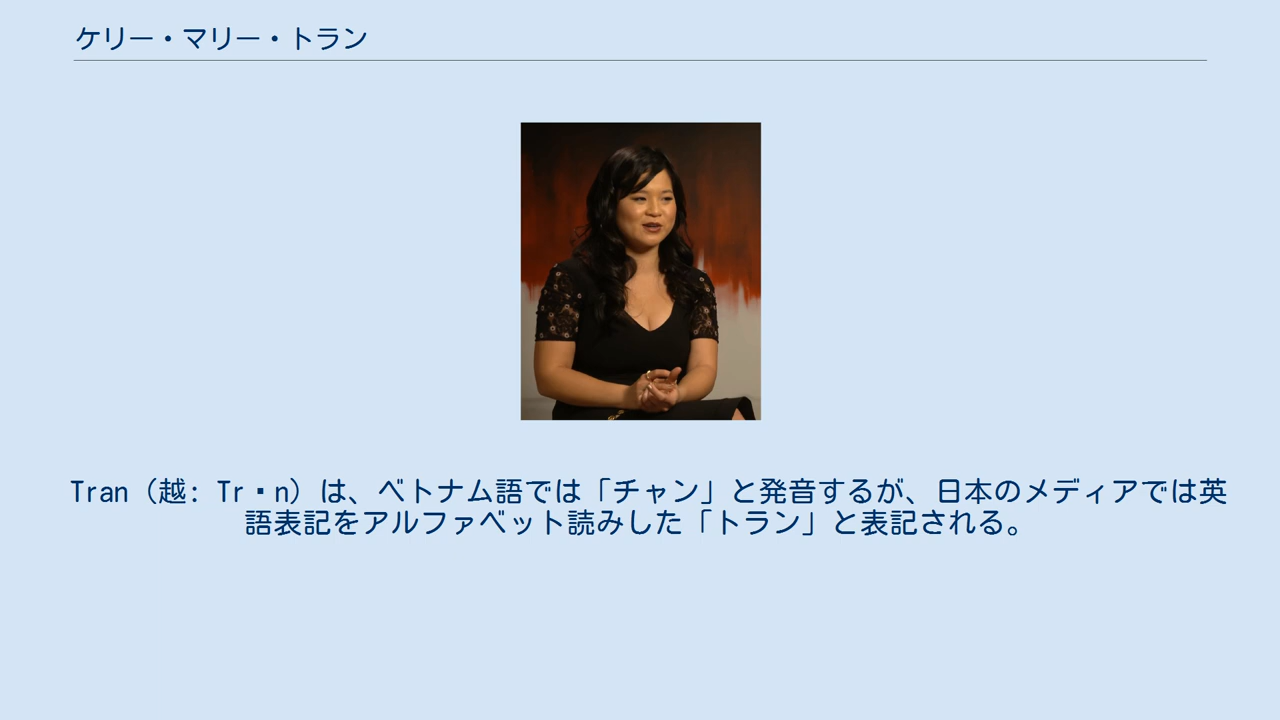 ケリー・マリー・トラン
Tran（越: Tr▪n）は、ベトナム語では「チャン」と発音するが、日本のメディアでは英
語表記をアルファベット読みした「トラン」と表記される。